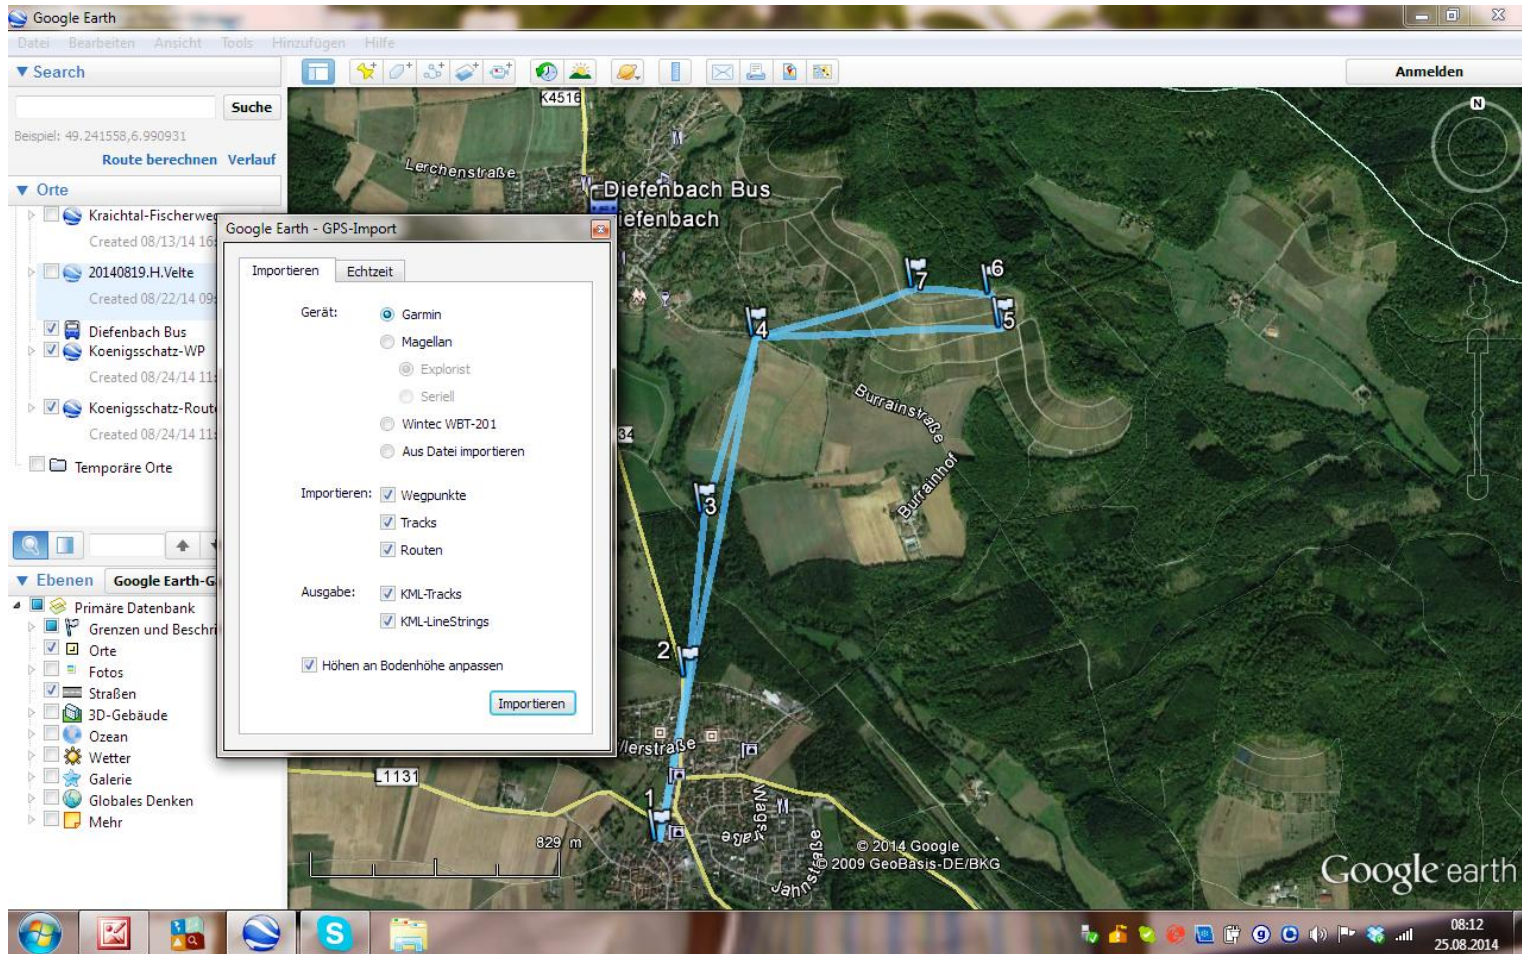 Google Earth
Datei Bearbeiten Ansicht Tools Hinzufügen Hilfe
Search
Anmelden
Suche
Beispiel: 49.241558,6.990931
Route berechnen Verlauf
Orte
Kraichtal-Fischerweg
Created 08/13/14 16:
20140819.H.Velte
Created 08/22/14 09:
Diefenbach Bus
Koenigsschatz-WP
Created 08/24/14 11:
Koenigsschatz-Rout
Created 08/24/14 11:
Temporäre Orte
Ebenen Google Earth-G
Primäre Datenbank
Grenzen und Beschri
Orte
Fotos
Straßen
3D-Gebäude
Ozean
Wetter
Galerie
Globales Denken
Mehr
Google Earth - GPS-Import
Importieren Echtzeit
Gerät: Garmin
Magellan
Explorist
Seriell
Wintec WBT-201
Aus Datei importieren
Importieren: Wegpunkte
Tracks
Routen
Ausgabe: KML-Tracks
KML-LineStrings
Höhen an Bodenhöhe anpassen
Importieren
K4516
N
Lerchenstraße
Diefenbach Bus
iefenbach
7
6
5
4
Burrainstraße
34
Burrainhof
3
2
llerstraße
L1131
1
829 m
Jahnstraße
© 2014 Google
© 2009 GeoBasis-DE/BKG
Google earth
08:12
25.08.2014